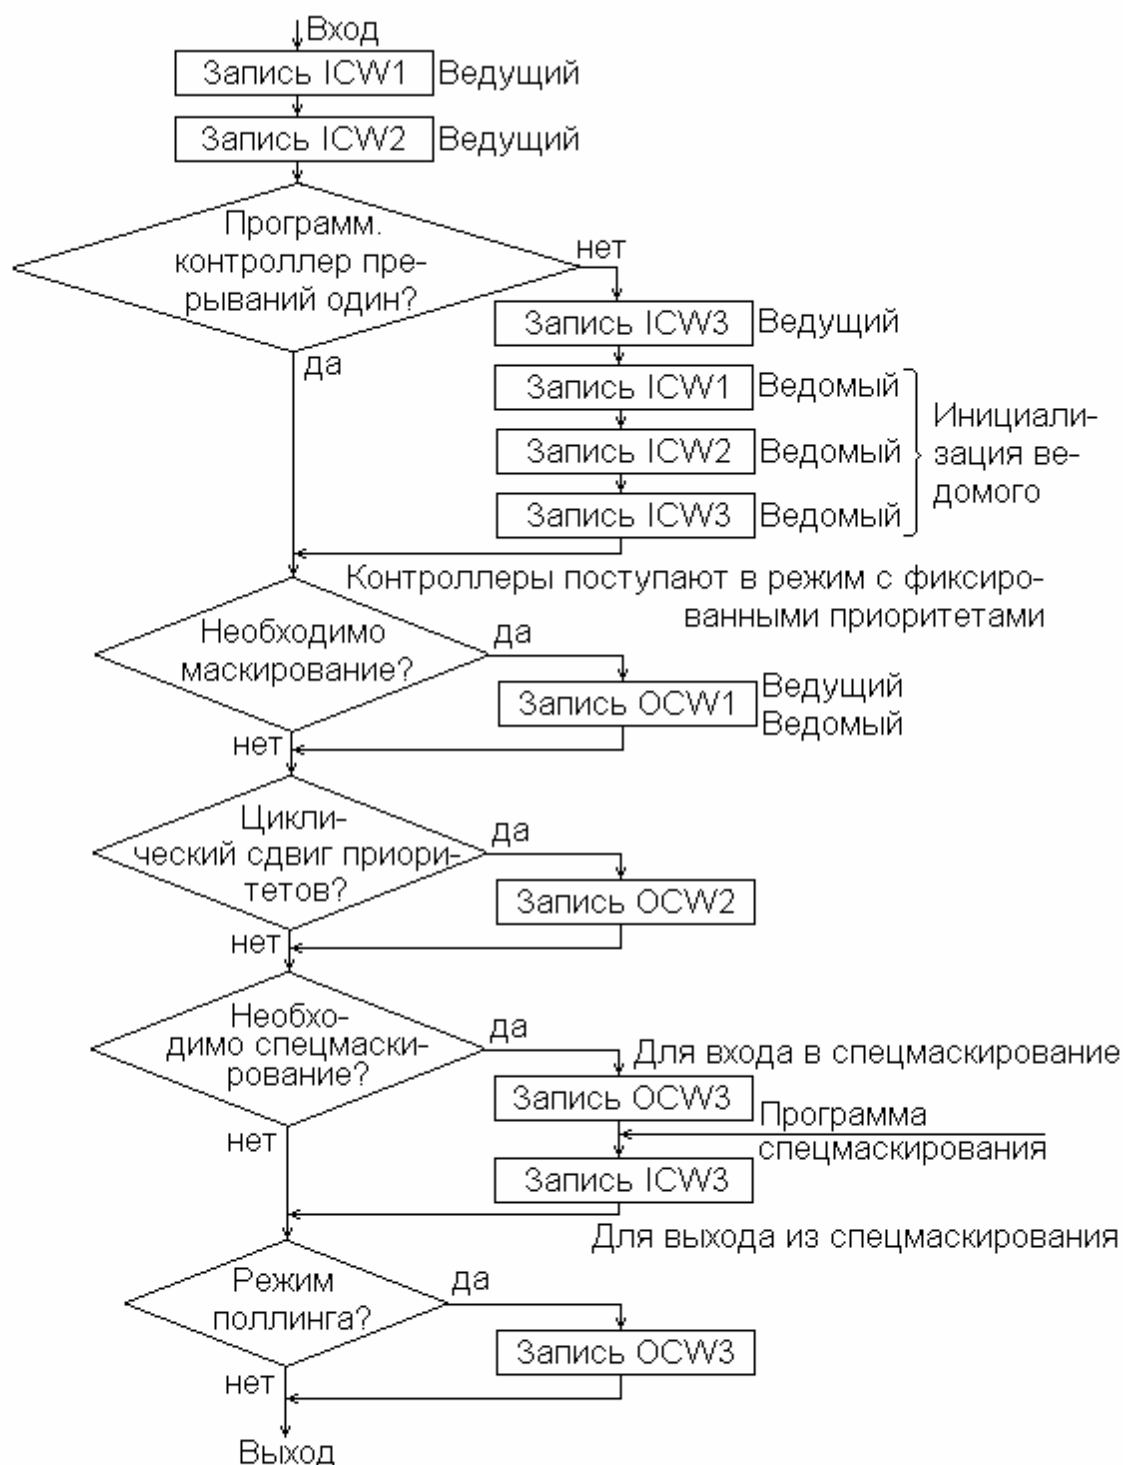 Вход
Запись ICW1 Ведущий
Запись ICW2 Ведущий
Программ.
контроллер пре-
рываний один?
нет
да
Запись ICW3 Ведущий
Запись ICW1 Ведомый
Запись ICW2 Ведомый
Запись ICW3 Ведомый
Инициали-
зация ве-
домого
Контроллеры поступают в режим с фиксиро-
ванными приоритетами
Необходимо
маскирование?
да
Запись OCW1
Ведущий
Ведомый
нет
Цикли-
ческий сдвиг приори-
тетов?
да
Запись OCW2
нет
Необхо-
димо спецмаски-
рование?
да
Для входа в спецмаскирование
Запись OCW3
Программа
спецмаскирования
нет
Запись ICW3
Для выхода из спецмаскирования
Режим
поллинга?
да
Запись OCW3
нет
Выход